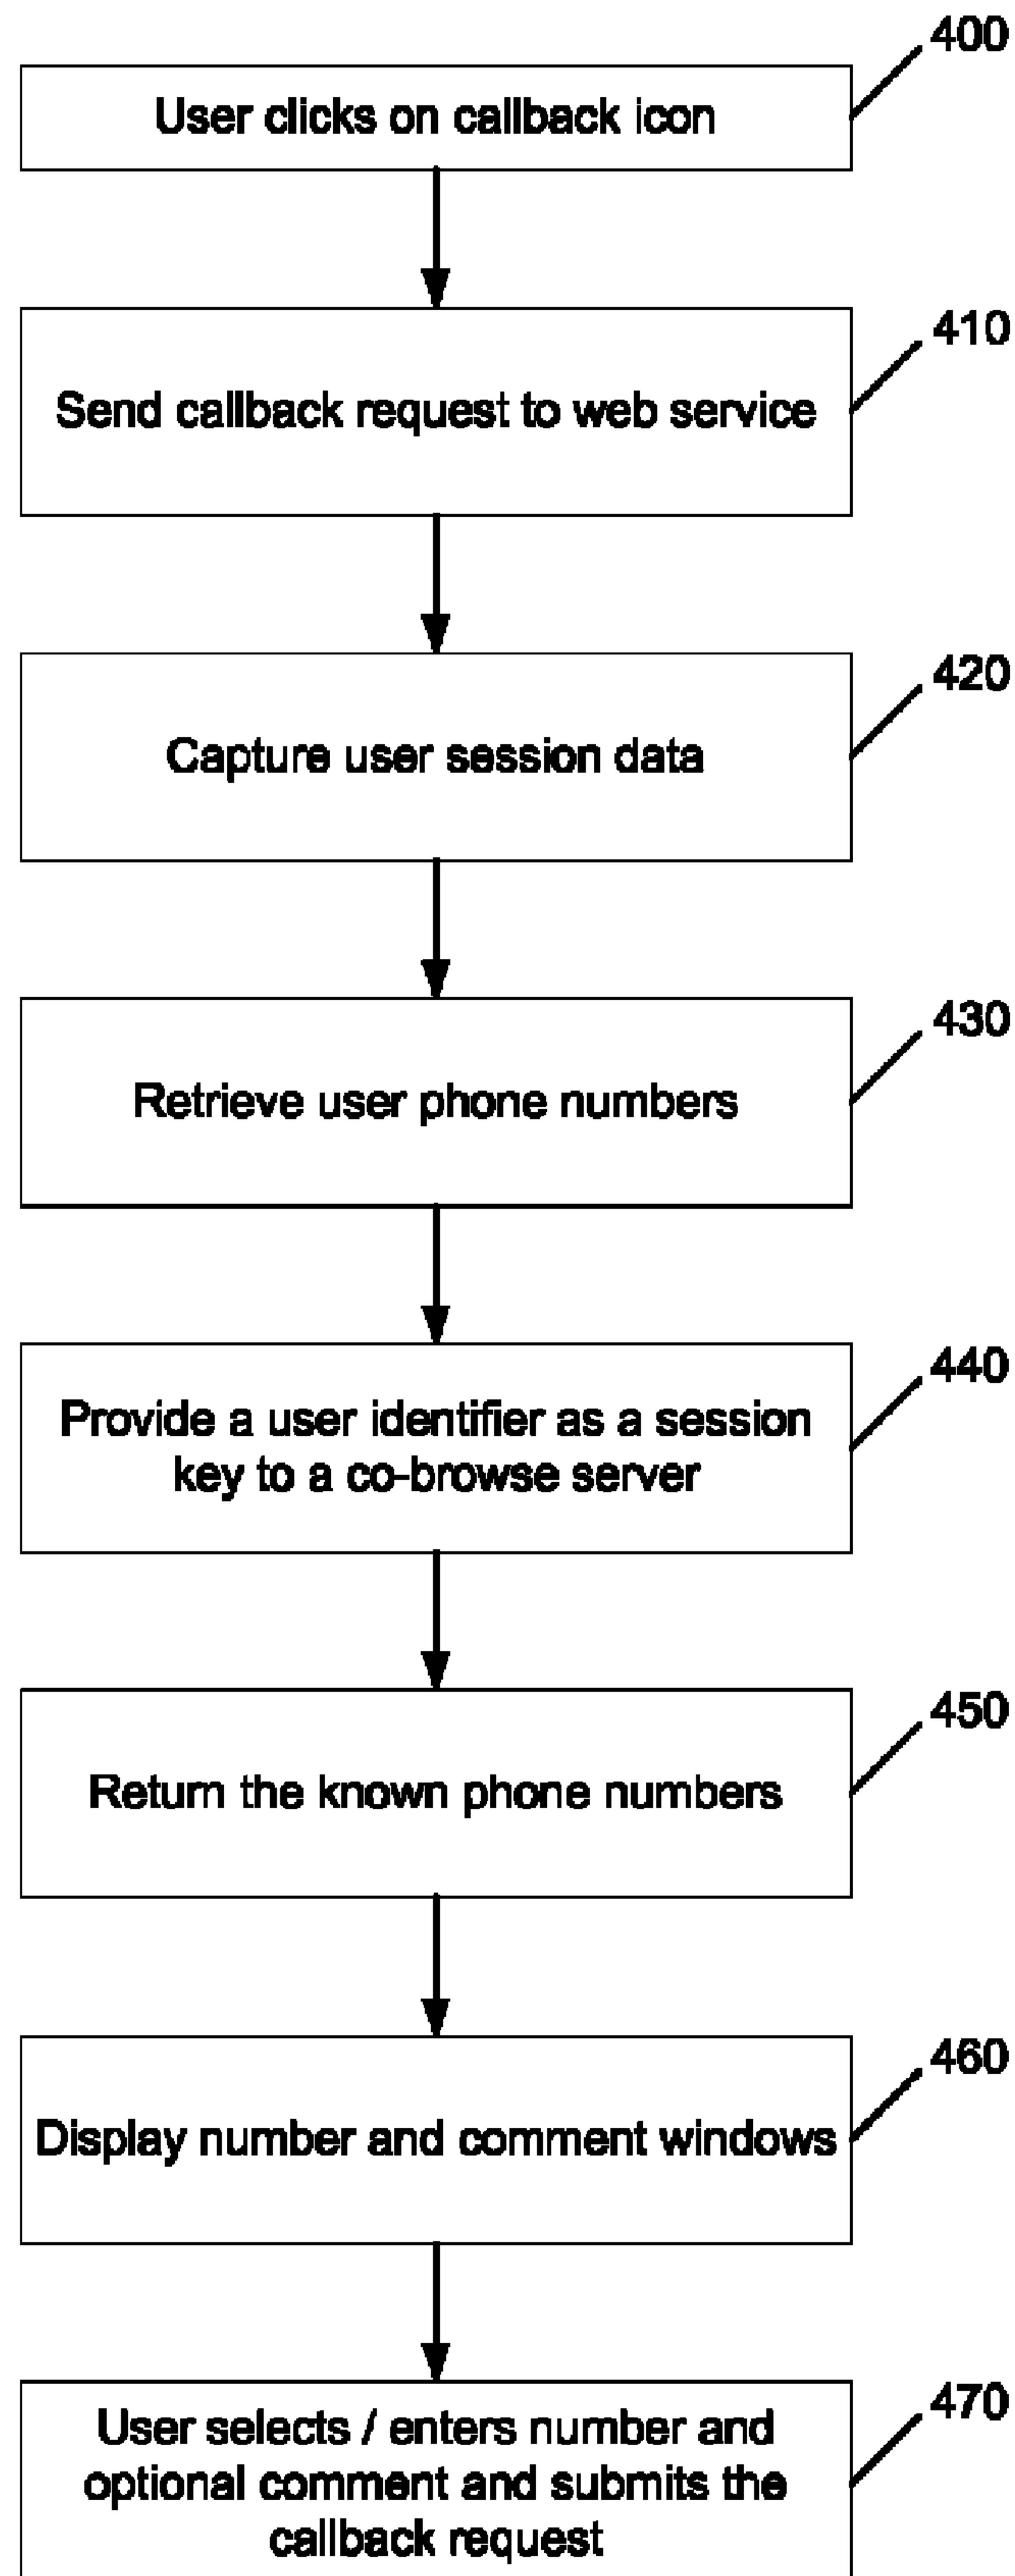 400
User clicks on callback icon
410
Send callback request to web service
420
Capture user session data
430
Retrieve user phone numbers
440
Provide a user identifier as a session
key to a co-browse server
450
Return the known phone numbers
460
Display number and comment windows
470
User selects / enters number and
optional comment and submits the
callback request